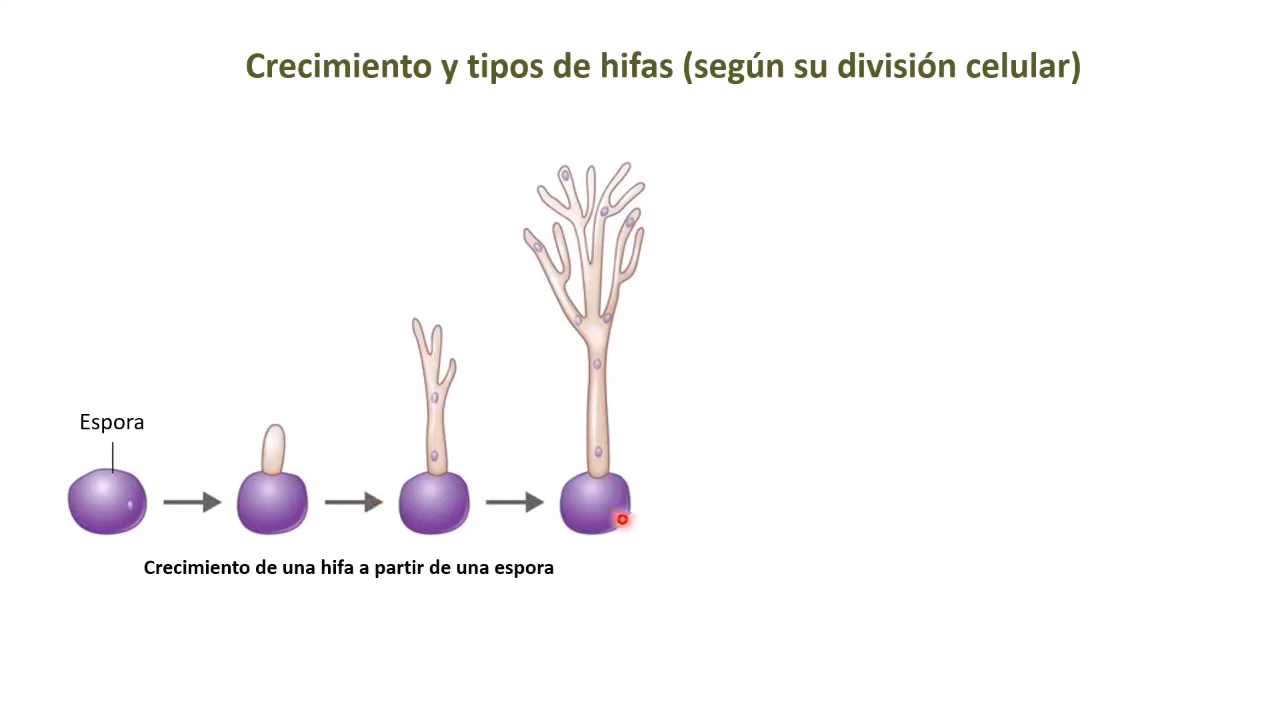 Crecimiento y tipos de hifas (según su división celular)
Espora
Crecimiento de una hifa a partir de una espora